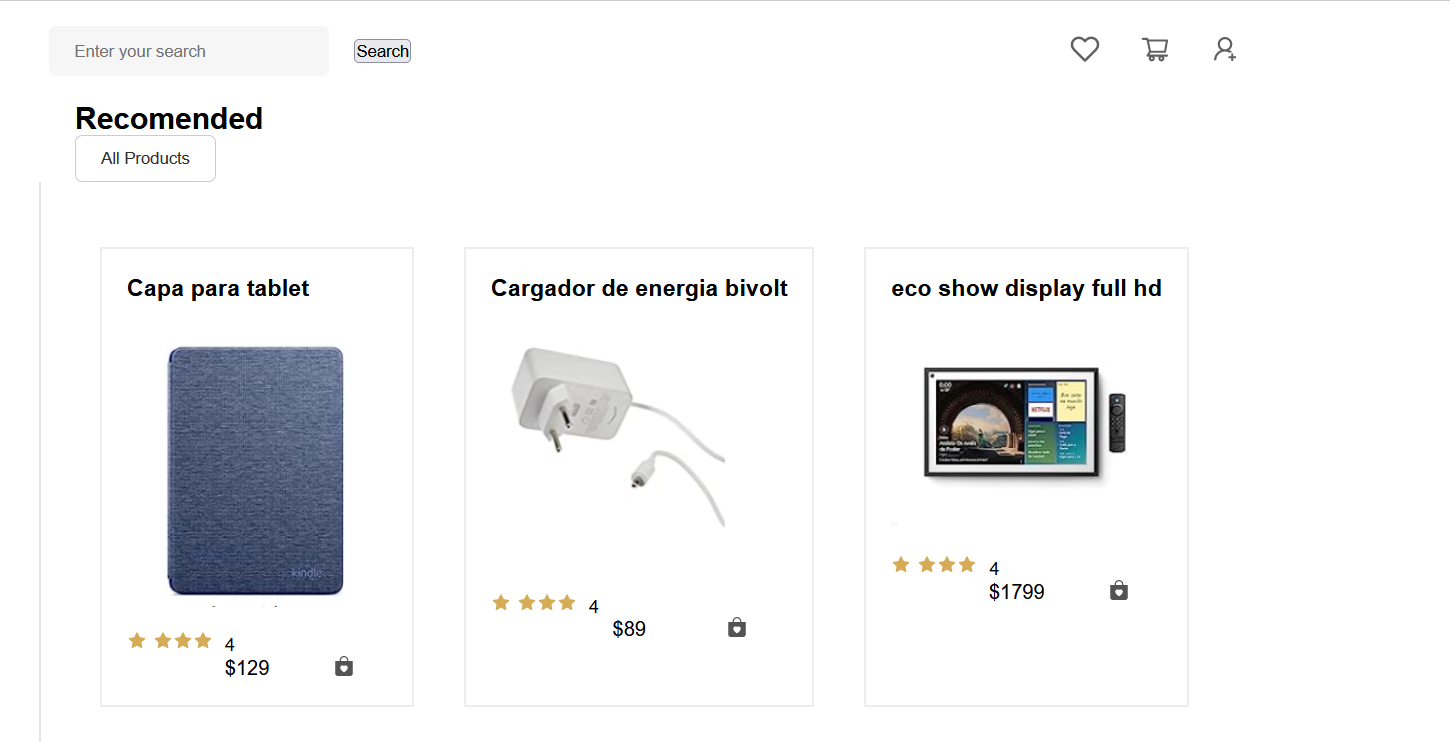 Enter your search
Search
Recomended
All Products
Capa para tablet
Cargador de energia bivolt
eco show display full hd
kindle
NETFLIX
4
$129
4
$89
4
$1799